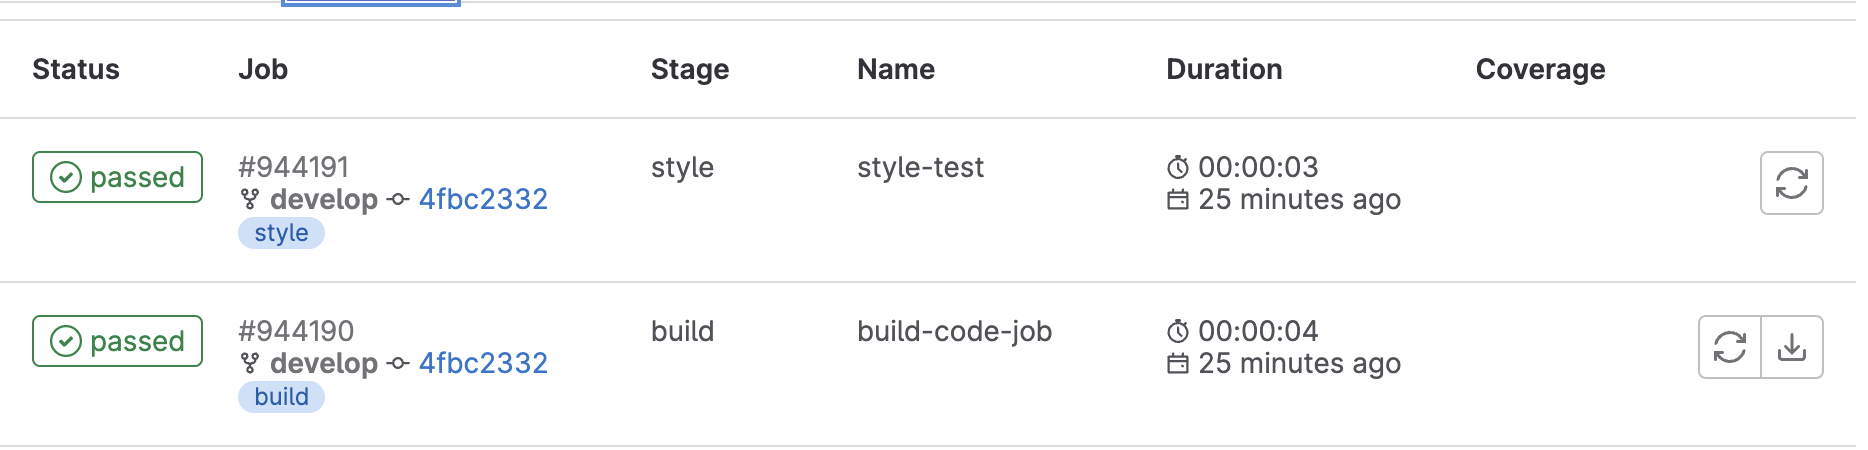 Status Job Stage Name Duration Coverage
passed #944191 style style-test 00:00:03
develop 4fbc2332 25 minutes ago
style
passed #944190 build build-code-job 00:00:04
develop 4fbc2332 25 minutes ago
build